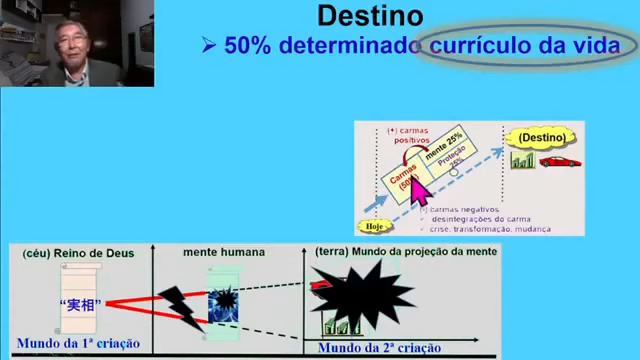 Destino
➢ 50% determinado currículo da vida
(+) carmas
positivos
mente 25%
Proteção
25%
Carmas
(50%)
(Destino)
Hoje
(-) carmas negativos
✓ desintegrações do carma
✓ crise, transformação, mudança
(céu) Reino de Deus
mente humana
(terra) Mundo da projeção da mente
“実相”
Mundo da 1ª criação
Mundo da 2ª criação